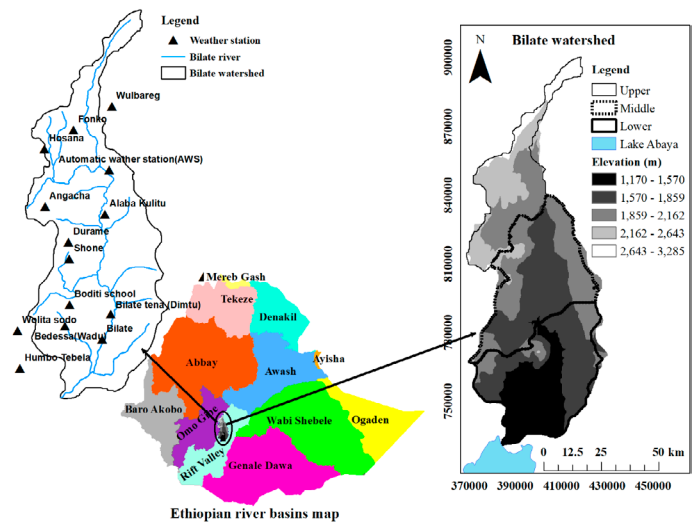 Legend
Weather station
Bilate river
Bilate watershed
Wulbareg
Fonko
Hosana
Automatic wather station(AWS)
Angacha
Alaba Kulitu
Durame
Shone
Boditi school
Bilate tena (Dimtu)
Wolita sodo
Bedessa(Wadu)
Bilate
Humbo Tebela
Mereb Gash
Tekeze
Denakil
Abbay
Ayisha
Awash
Baro Akobo
Omo Gibe
Wabi Shebele
Ogaden
Rift Valley
Genale Dawa
Ethiopian river basins map
Bilate watershed
N
Legend
Upper
Middle
Lower
Lake Abaya
Elevation (m)
1,170 - 1,570
1,570 - 1,859
1,859 - 2,162
2,162 - 2,643
2,643 - 3,285
900000
870000
840000
810000
780000
750000
0 12.5 25 50 km
370000 390000 410000 430000 450000